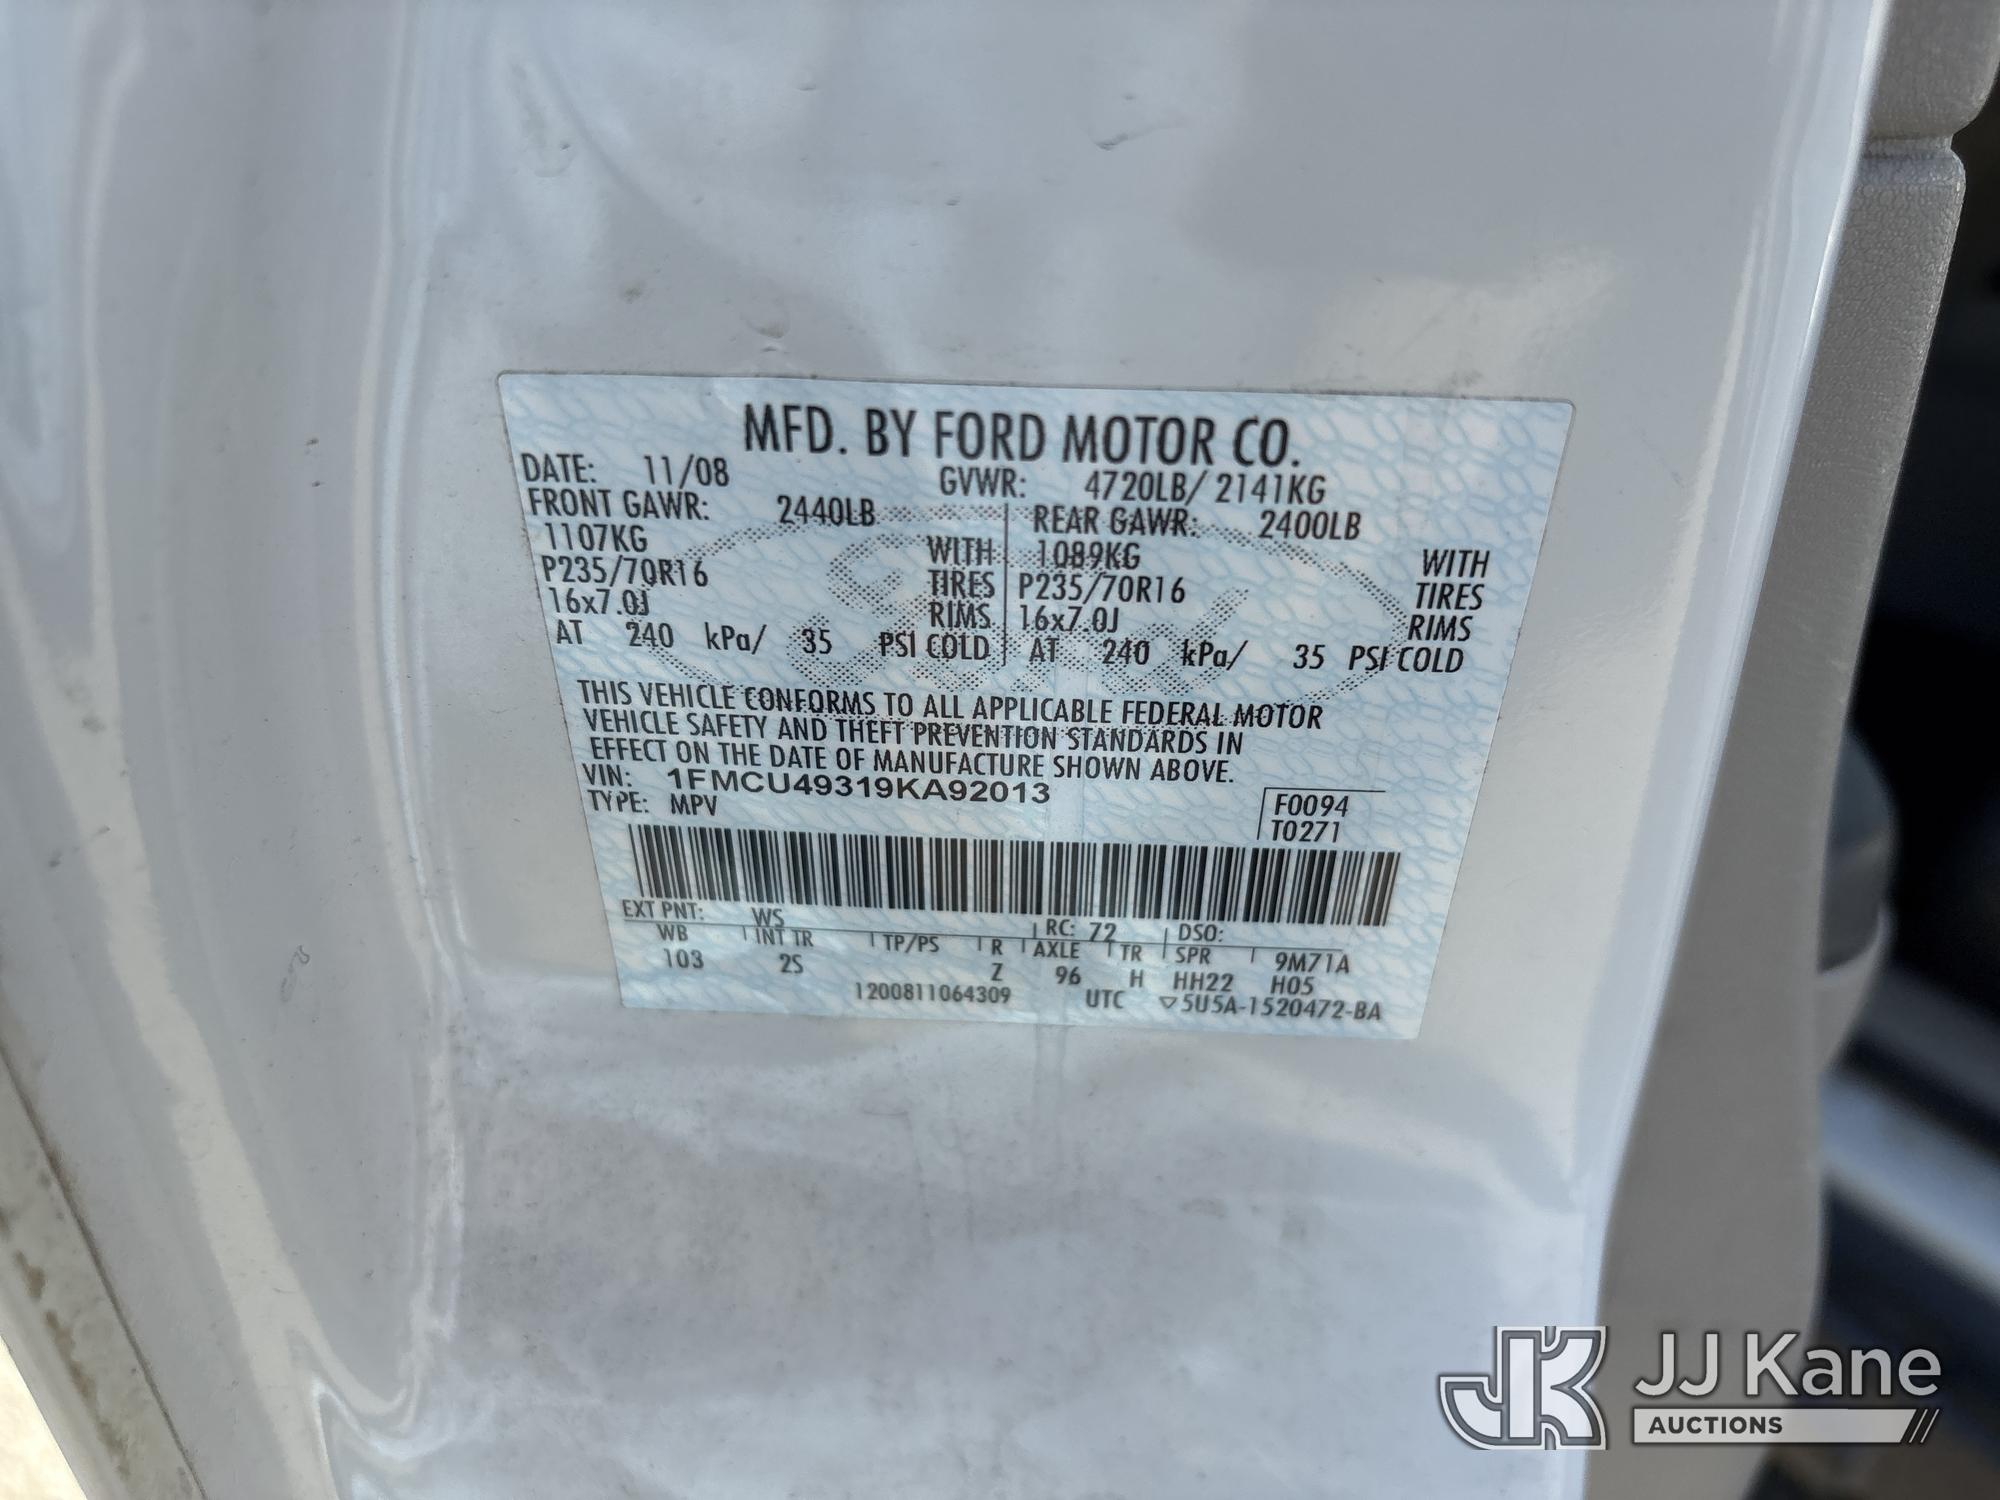 MFD. BY FORD MOTOR CO.
DATE: 11/08 GVWR: 4720LB/ 2141KG
FRONT GAWR: 2440LB REAR GAWR: 2400LB
1107KG WITH 1089KG WITH
P235/70R16 TIRES P235/70R16 TIRES
16x7.0J RIMS 16x7.0J RIMS
AT 240 kPa/ 35 PSI COLD AT 240 kPa/ 35 PSI COLD
THIS VEHICLE CONFORMS TO ALL APPLICABLE FEDERAL MOTOR
VEHICLE SAFETY AND THEFT PREVENTION STANDARDS IN
EFFECT ON THE DATE OF MANUFACTURE SHOWN ABOVE.
VIN: 1FMCU49319KA92013
TYPE: MPV F0094
T0271
EXT PNT: WS RC: 72 DSO:
WB INT TR TP/PS R AXLE TR SPR 9M71A
103 2S Z 96 H HH22 H05
1200811064309 UTC ▽5U5A-1520472-BA
JK JJ Kane
AUCTIONS